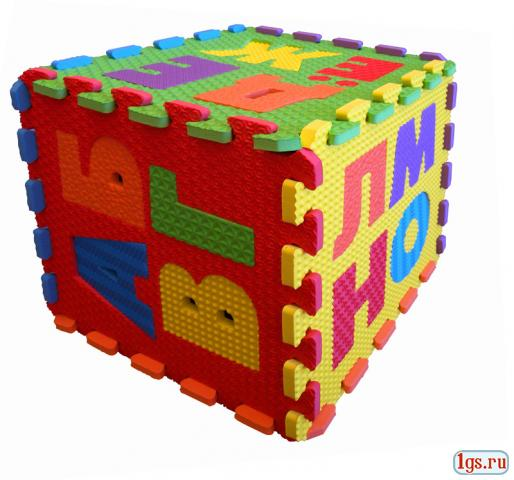 Е Ж
Д
Б Г
А В
Л М
Н О
1gs.ru